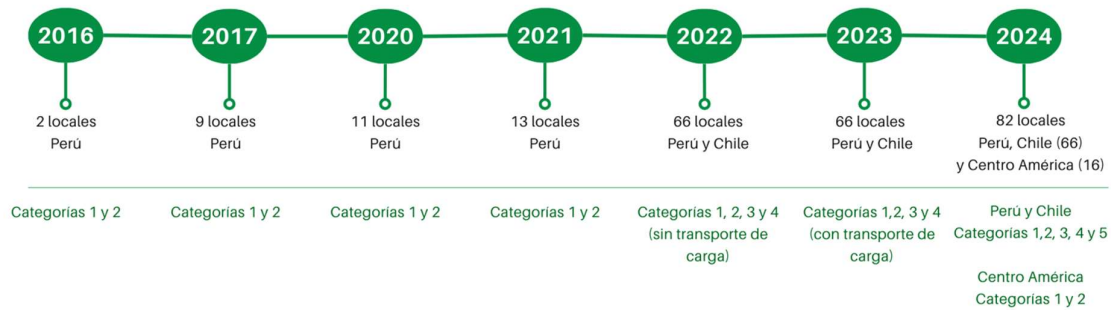 2016
2017
2020
2021
2022
2023
2024
2 locales
Perú
9 locales
Perú
11 locales
Perú
13 locales
Perú
66 locales
Perú y Chile
66 locales
Perú y Chile
82 locales
Perú, Chile (66)
y Centro América (16)
Categorías 1 y 2
Categorías 1 y 2
Categorías 1 y 2
Categorías 1 y 2
Categorías 1, 2, 3 y 4
(sin transporte de
carga)
Categorías 1,2, 3 y 4
(con transporte de
carga)
Perú y Chile
Categorías 1,2, 3, 4 y 5
Centro América
Categorías 1 y 2